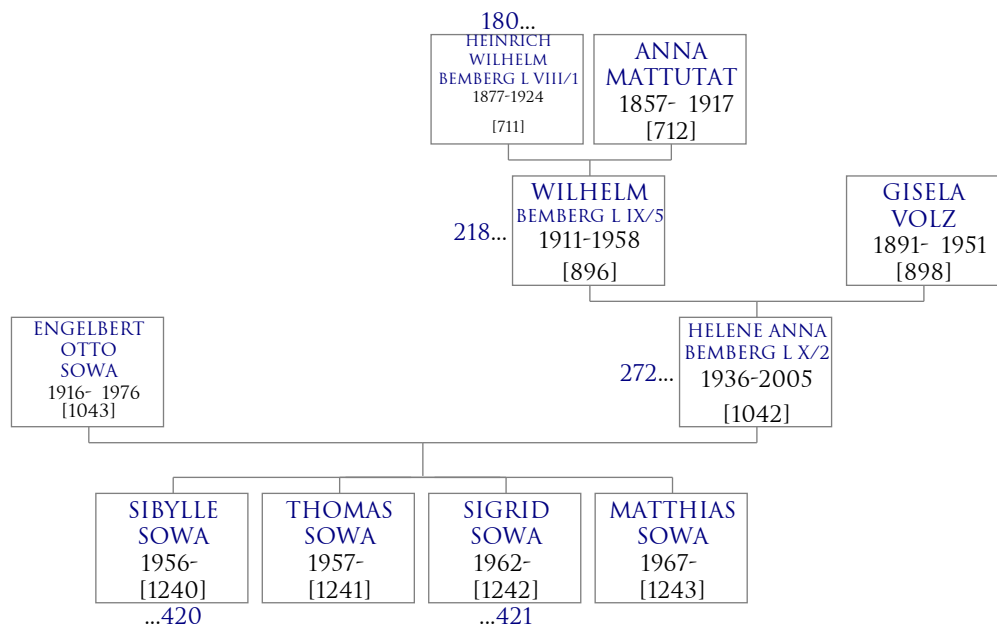 180...
HEINRICH
WILHELM
BEMBERG L VIII/1
1877-1924
[711]
ANNA
MATTUTAT
1857- 1917
[712]
218...
WILHELM
BEMBERG L IX/5
1911-1958
[896]
GISELA
VOLZ
1891- 1951
[898]
ENGELBERT
OTTO
SOWA
1916- 1976
[1043]
272...
HELENE ANNA
BEMBERG L X/2
1936-2005
[1042]
SIBYLLE
SOWA
1956-
[1240]
...420
THOMAS
SOWA
1957-
[1241]
SIGRID
SOWA
1962-
[1242]
...421
MATTHIAS
SOWA
1967-
[1243]